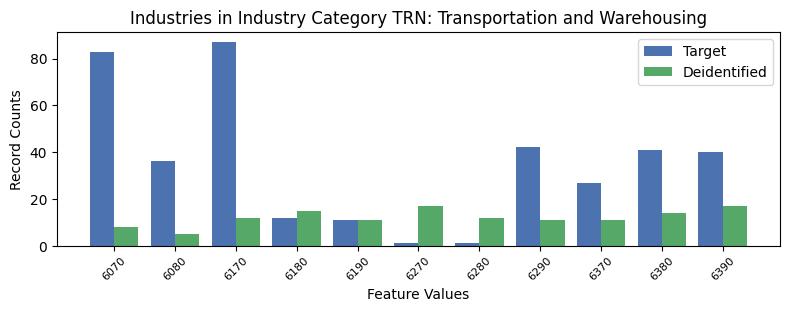 Industries in Industry Category TRN: Transportation and Warehousing
Target
Deidentified
Record Counts
80
60
40
20
0
6070 6080 6170 6180 6190 6270 6280 6290 6370 6380 6390
Feature Values